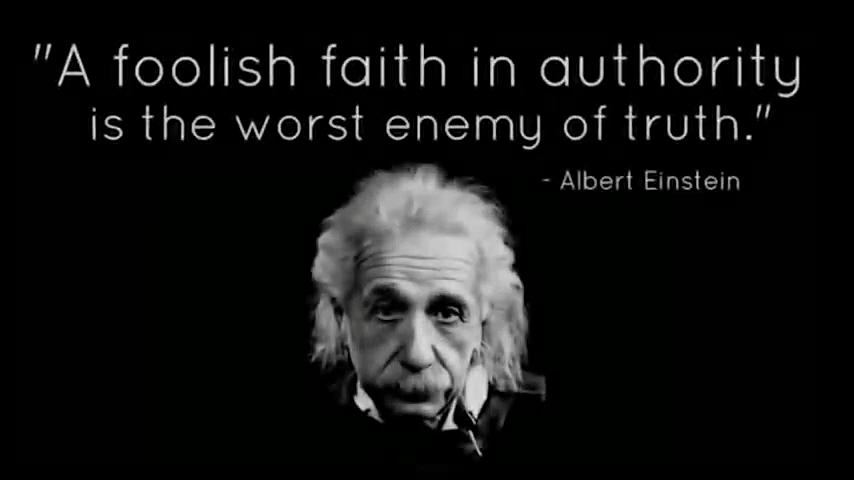 "A foolish faith in authority
is the worst enemy of truth."
- Albert Einstein